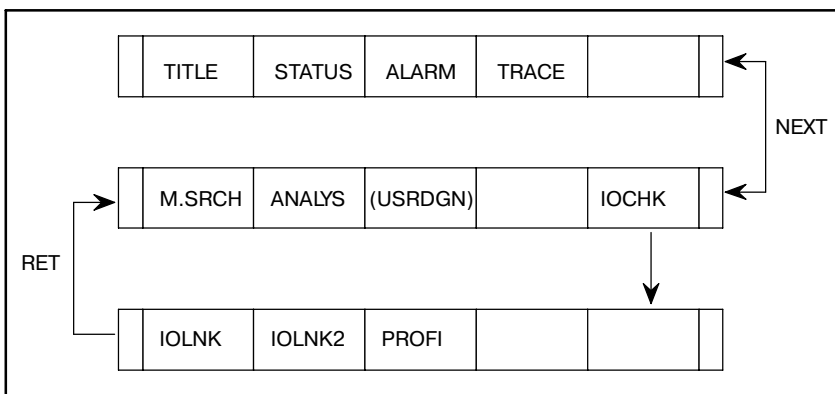 TITLE STATUS ALARM TRACE
NEXT
M.SRCH ANALYS (USRDGN) IOCHK
RET
IOLNK IOLNK2 PROFI